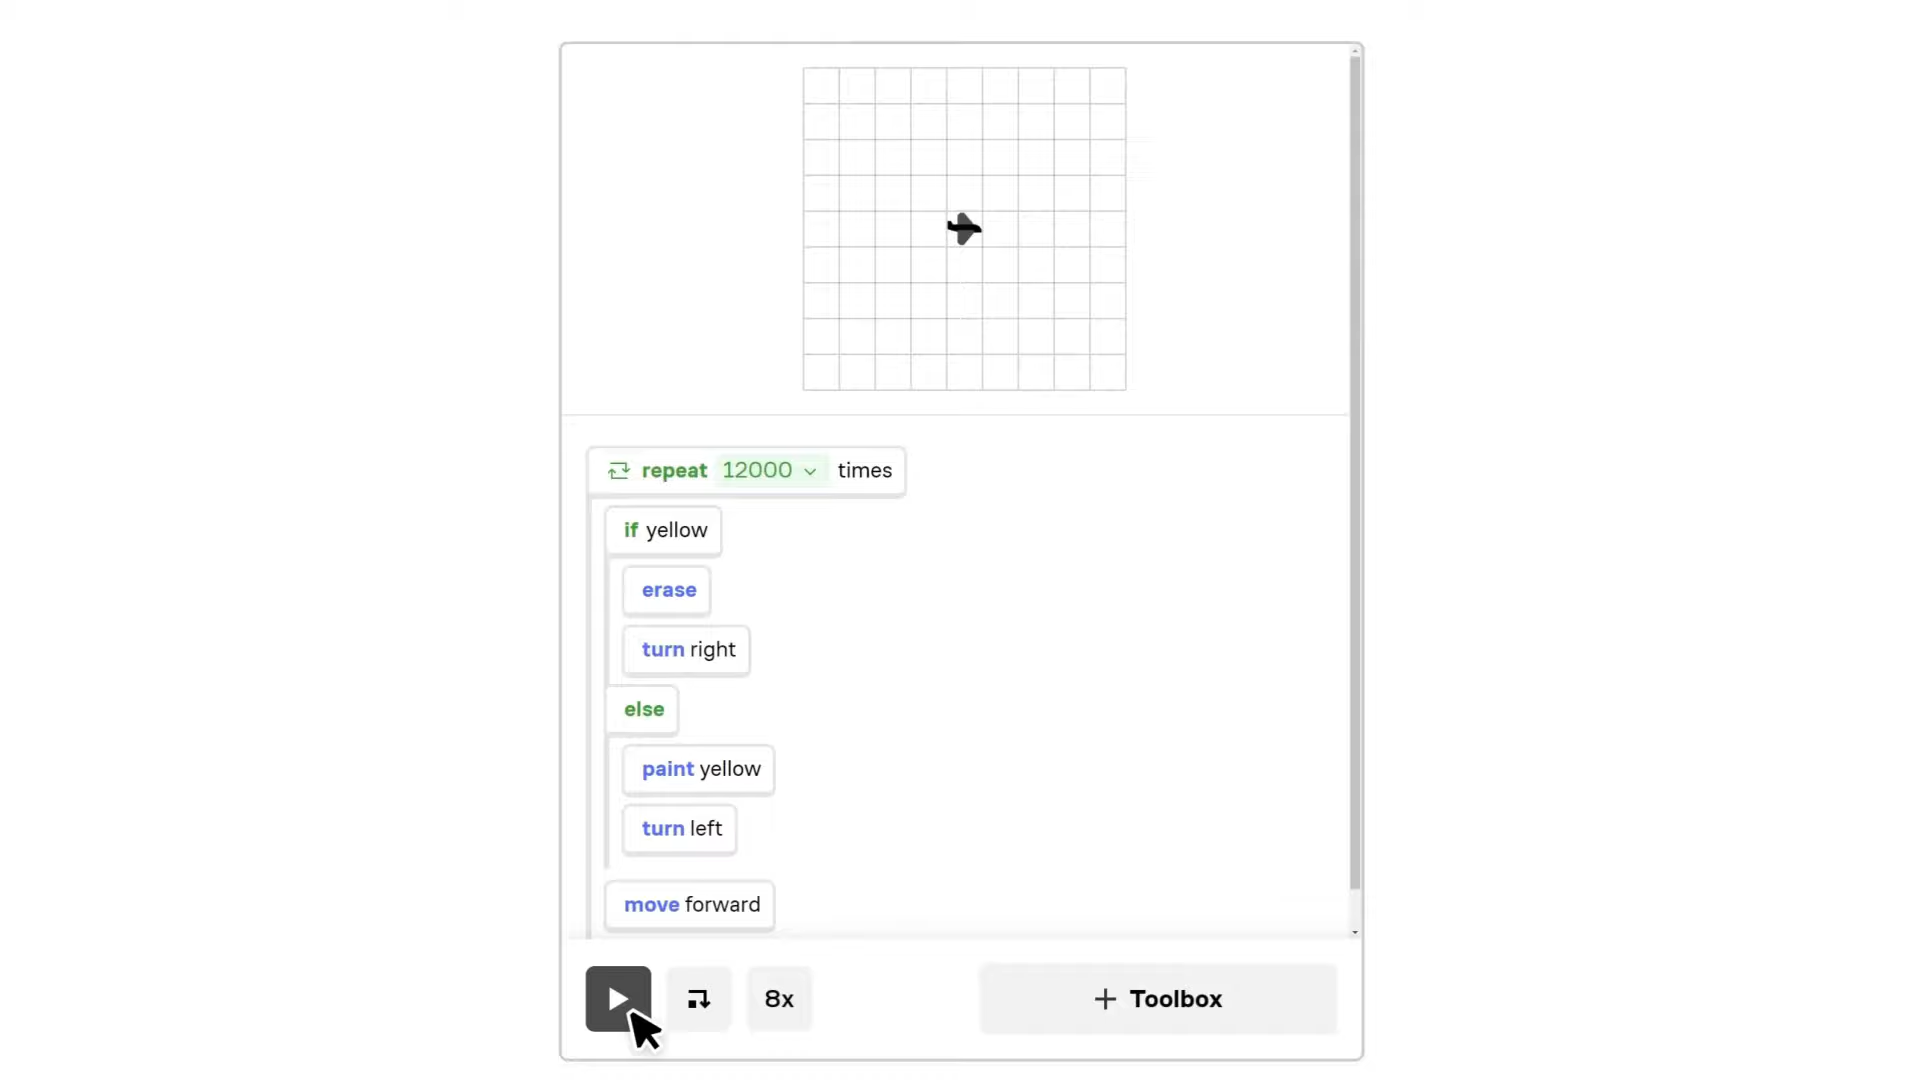 repeat 12000 times
if yellow
erase
turn right
else
paint yellow
turn left
move forward
8x
+ Toolbox